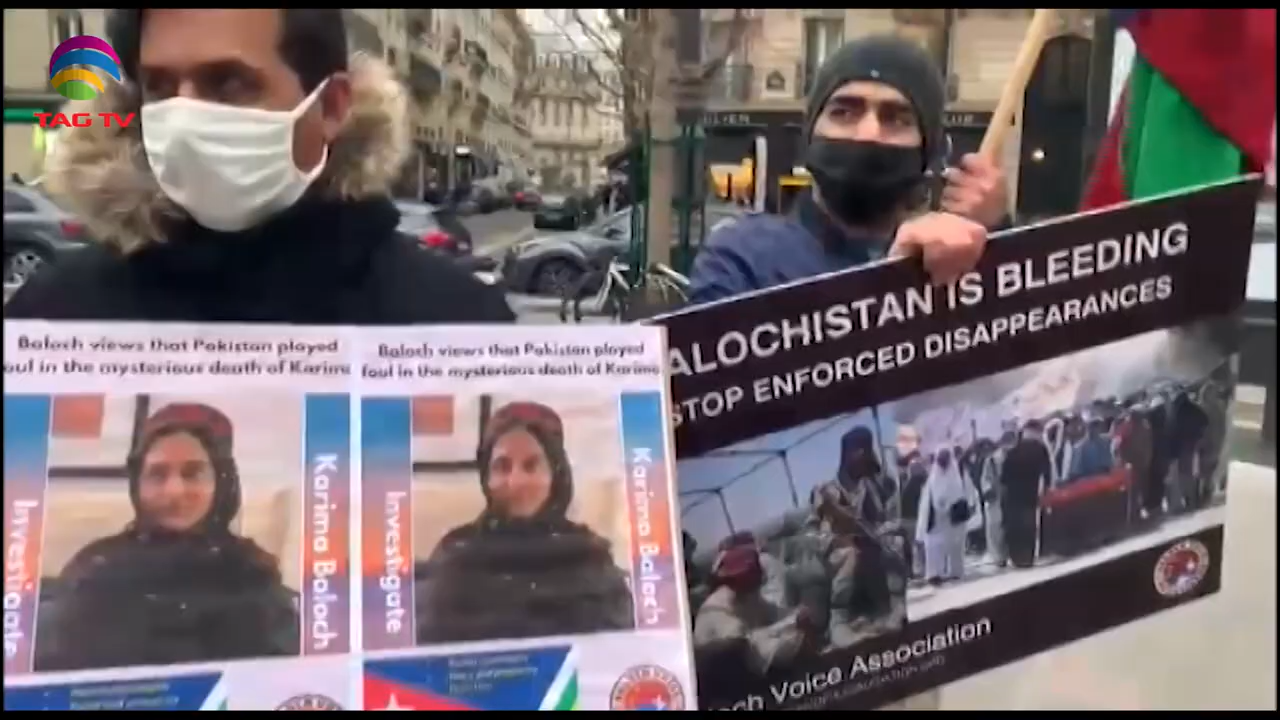 TAG TV
Baloch views that Pakistan played
oul in the mysterious death of Karima
Investigate
Karima Baloch
Baloch views that Pakistan played
foul in the mysterious death of Karima
Investigate
Karima Baloch
ALOCHISTAN IS BLEEDING
STOP ENFORCED DISAPPEARANCES
och Voice Association